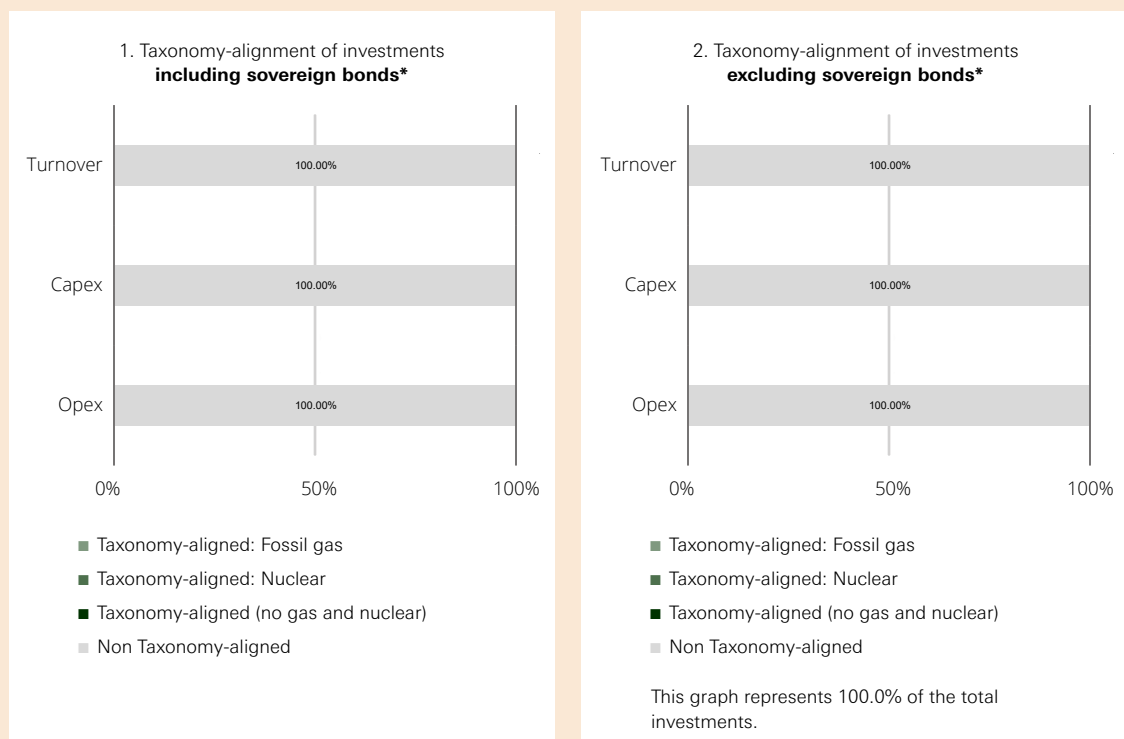 1. Taxonomy-alignment of investments
including sovereign bonds*
Turnover
100.00%
Capex
100.00%
Opex
100.00%
0%
50%
100%
Taxonomy-aligned: Fossil gas
Taxonomy-aligned: Nuclear
Taxonomy-aligned (no gas and nuclear)
Non Taxonomy-aligned
2. Taxonomy-alignment of investments
excluding sovereign bonds*
Turnover
100.00%
Capex
100.00%
Opex
100.00%
0%
50%
100%
Taxonomy-aligned: Fossil gas
Taxonomy-aligned: Nuclear
Taxonomy-aligned (no gas and nuclear)
Non Taxonomy-aligned
This graph represents 100.0% of the total
investments.